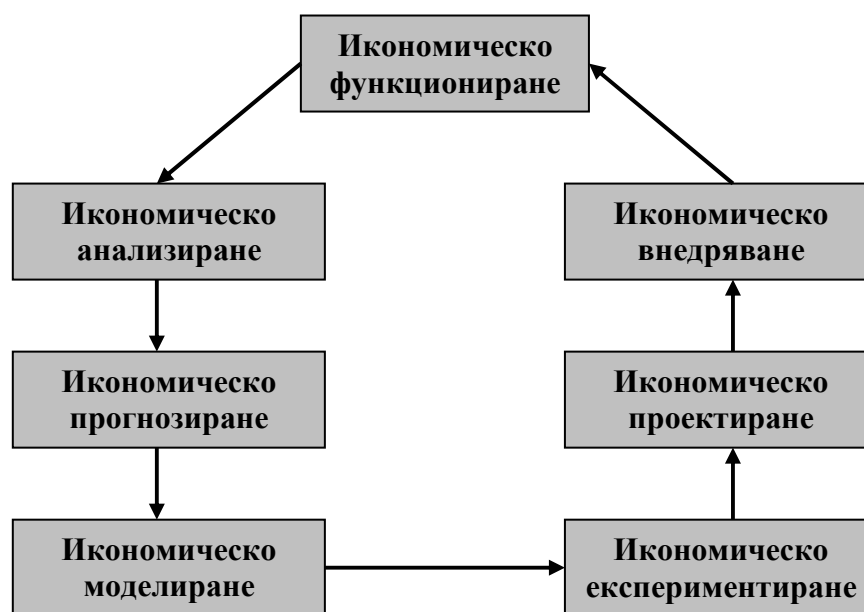 Икономическо
функциониране
Икономическо
анализиране
Икономическо
прогнозиране
Икономическо
моделиране
Икономическо
експериментиране
Икономическо
проектиране
Икономическо
внедряване